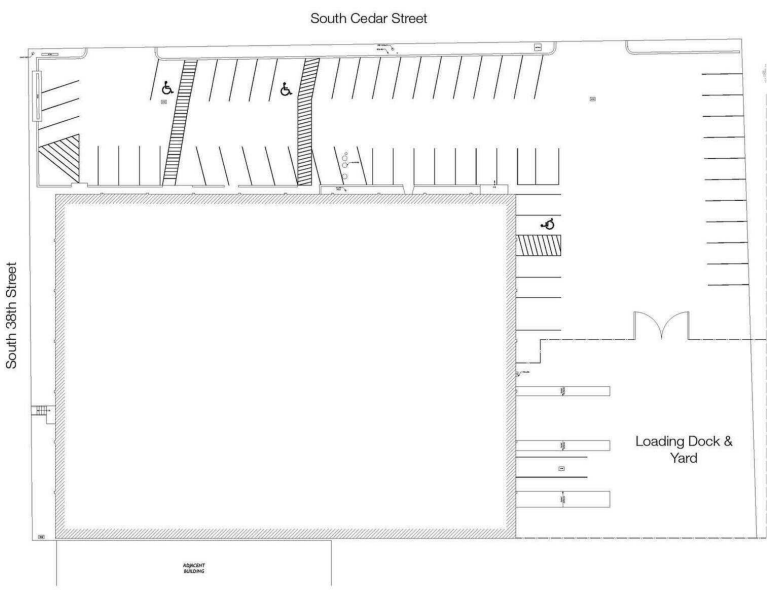 South Cedar Street
South 38th Street
Loading Dock &
Yard
ADJACENT
BUILDING